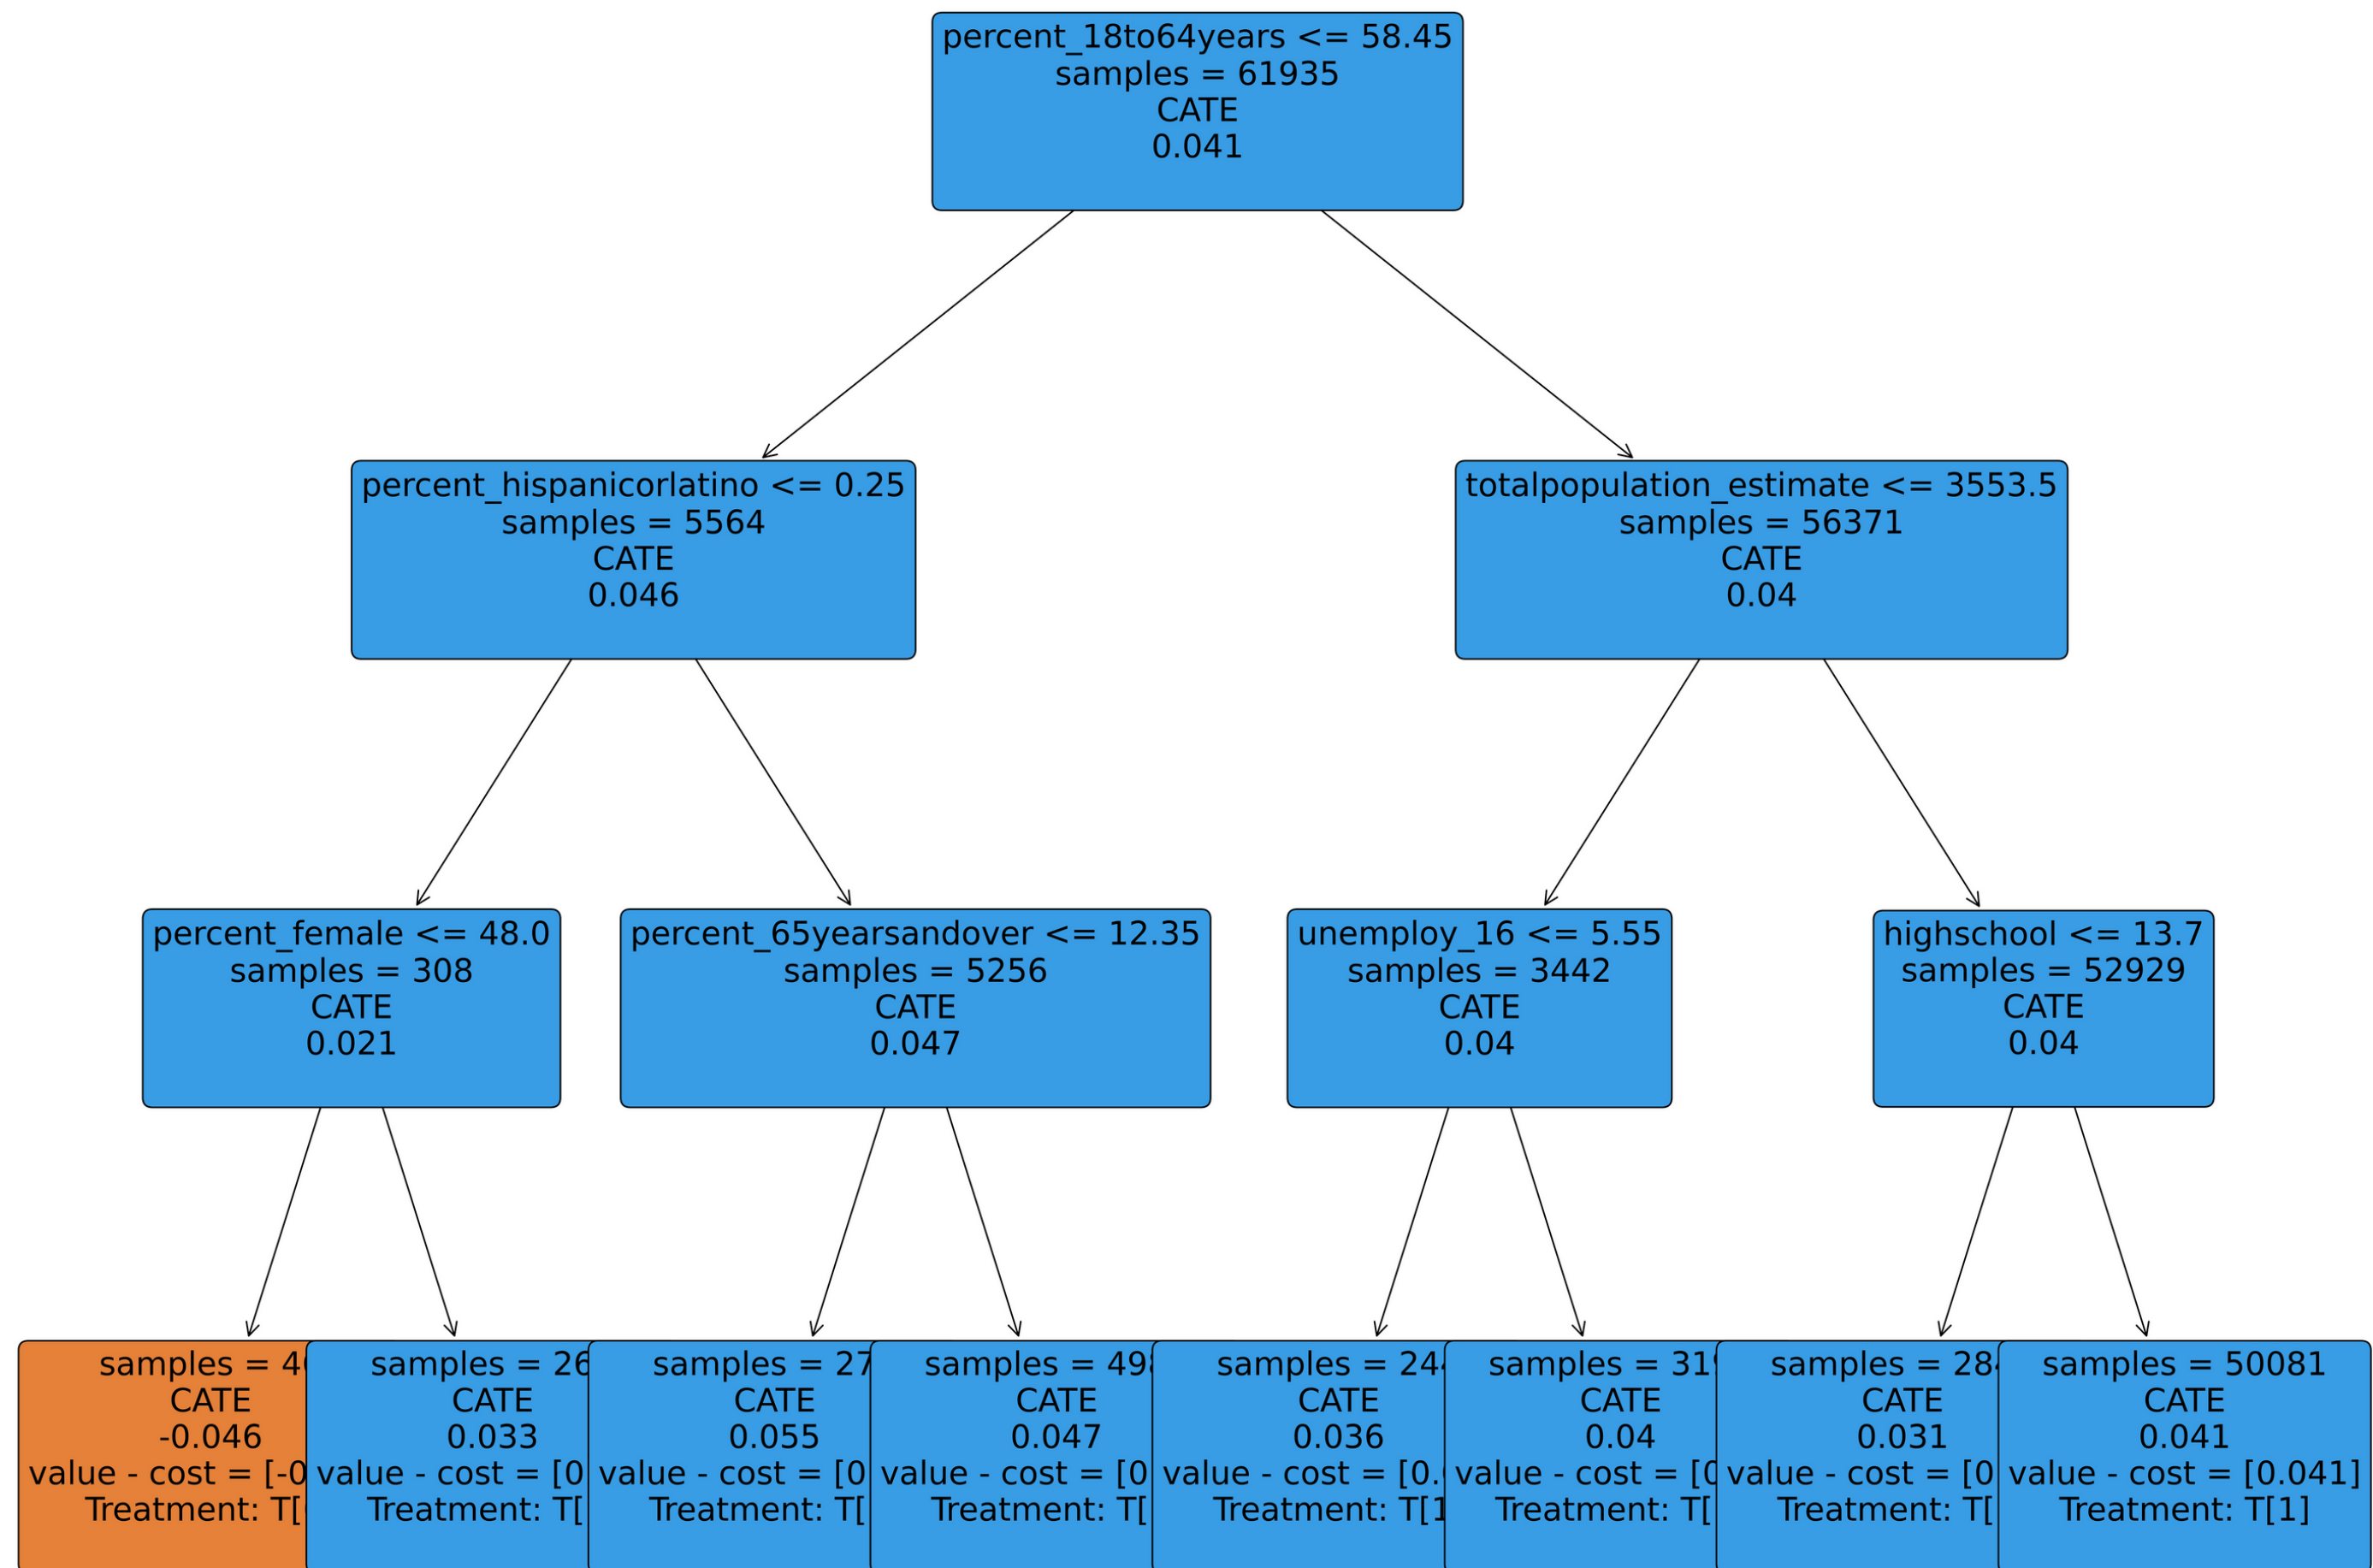 percent_18to64years <= 58.45
samples = 61935
CATE
0.041
percent_hispanicorlatino <= 0.25
samples = 5564
CATE
0.046
totalpopulation_estimate <= 3553.5
samples = 56371
CATE
0.04
percent_female <= 48.0
samples = 308
CATE
0.021
percent_65yearsandover <= 12.35
samples = 5256
CATE
0.047
unemploy_16 <= 5.55
samples = 3442
CATE
0.04
highschool <= 13.7
samples = 52929
CATE
0.04
samples =
CATE
-0.046
value - cost =
Treatment:
samples =
CATE
0.033
value - cost =
Treatment:
samples =
CATE
0.055
value - cost =
Treatment:
samples =
CATE
0.047
value - cost =
Treatment:
samples =
CATE
0.036
value - cost =
Treatment:
samples =
CATE
0.04
value - cost =
Treatment:
samples =
CATE
0.031
value - cost =
Treatment:
samples = 50081
CATE
0.041
value - cost = [0.041]
Treatment: T[1]